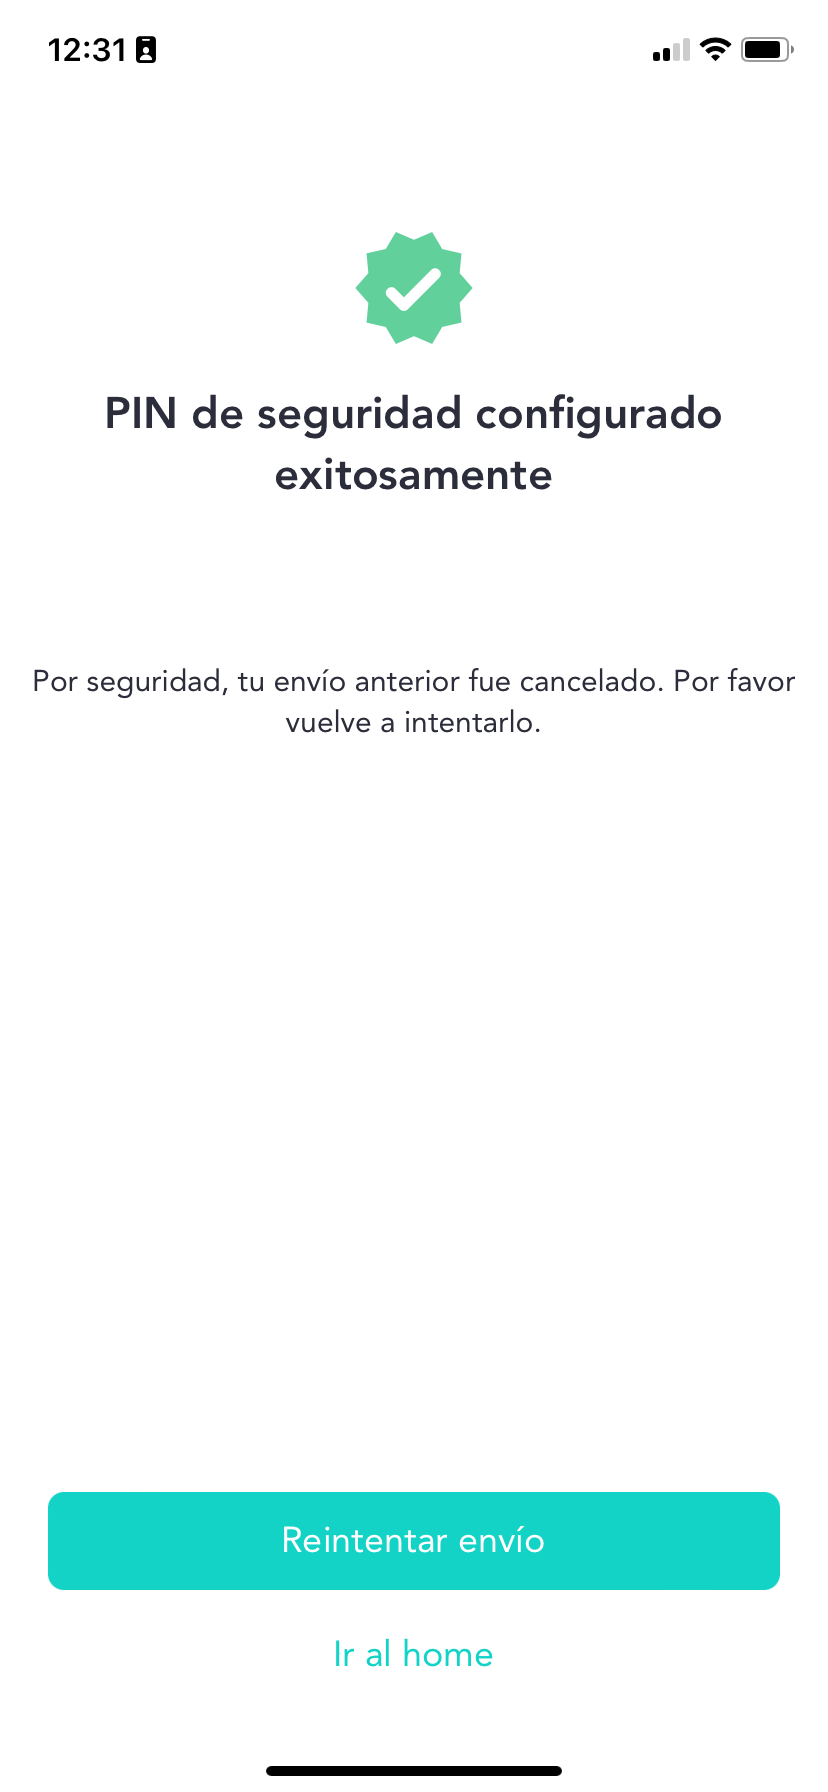 12:31
PIN de seguridad configurado
exitosamente
Por seguridad, tu envío anterior fue cancelado. Por favor
vuelve a intentarlo.
Reintentar envío
Ir al home